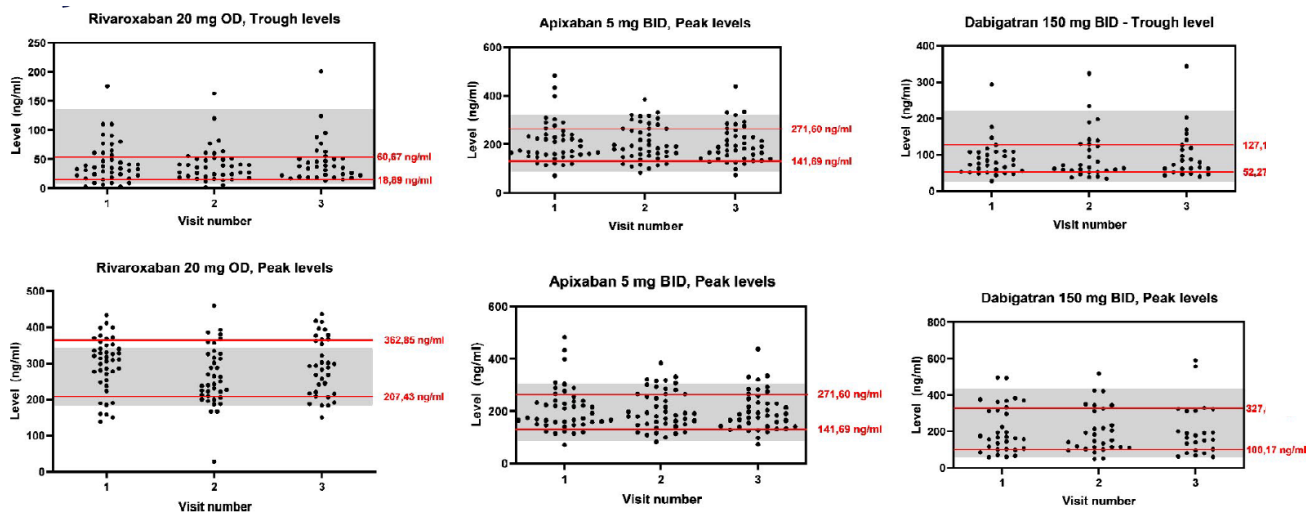 Rivaroxaban 20 mg OD, Trough levels
Level (ng/ml)
250
200
150
100
50
0
60,67 ng/ml
18,89 ng/ml
1 2 3
Visit number
Apixaban 5 mg BID, Peak levels
Level (ng/ml)
600
400
200
0
271,60 ng/ml
141,69 ng/ml
1 2 3
Visit number
Dabigatran 150 mg BID - Trough level
Level (ng/ml)
400
300
200
100
0
127,1
52,27
1 2 3
Visit number
Rivaroxaban 20 mg OD, Peak levels
Level (ng/ml)
500
400
300
200
100
0
362,85 ng/ml
207,43 ng/ml
1 2 3
Visit number
Apixaban 5 mg BID, Peak levels
Level (ng/ml)
600
400
200
0
271,60 ng/ml
141,69 ng/ml
1 2 3
Visit number
Dabigatran 150 mg BID, Peak levels
Level (ng/ml)
800
600
400
200
0
327,
100,17 ng/ml
1 2 3
Visit number